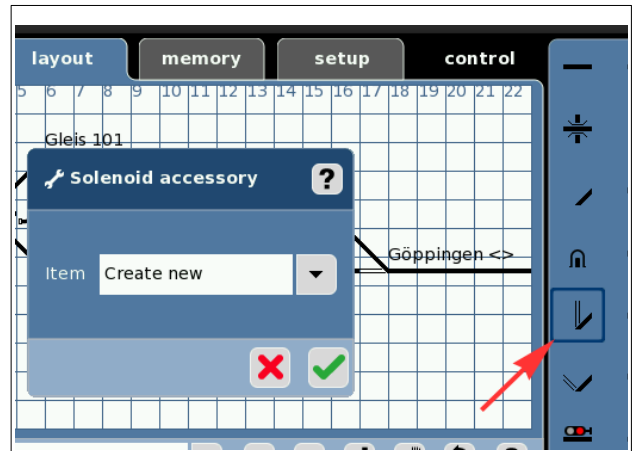 layout memory setup control
5 6 7 8 9 10 11 12 13 14 15 16 17 18 19 20 21 22
Gleis 101
Solenoid accessory ?
Göppingen <>
Item Create new